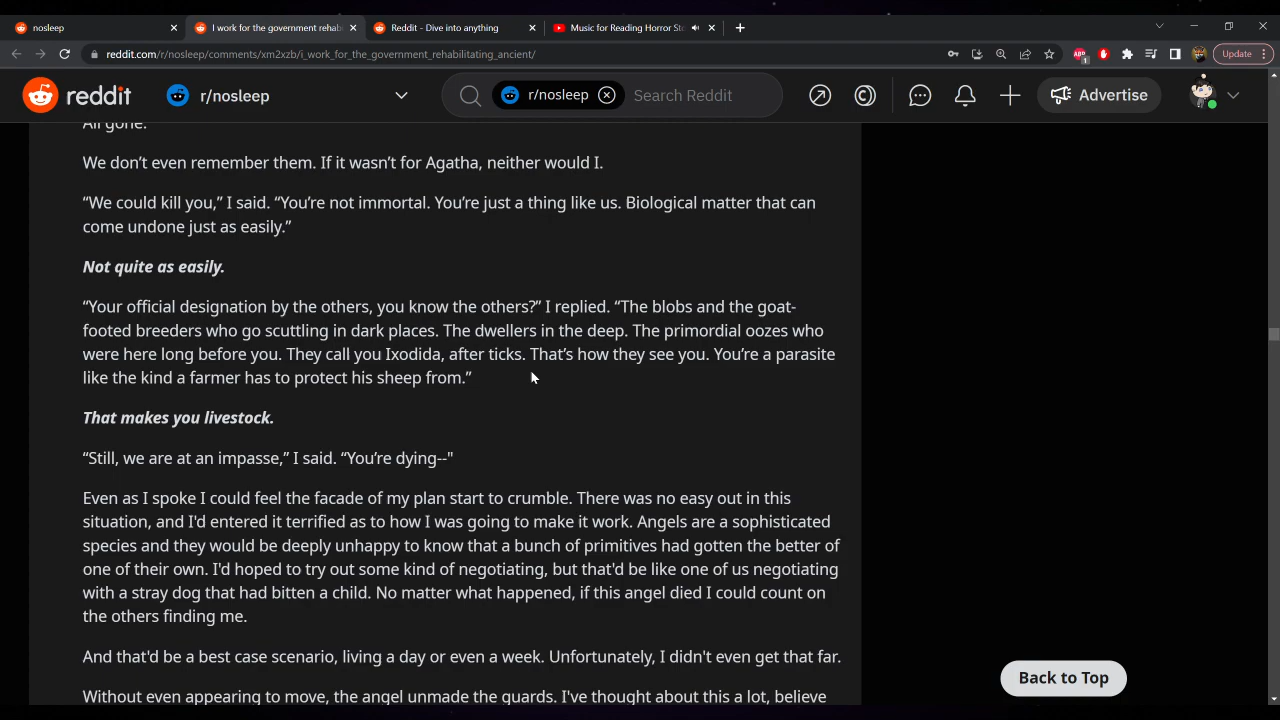 nosleep
I work for the government rehab
Reddit - Dive into anything
Music for Reading Horror Sto
reddit.com/r/nosleep/comments/xm2xzb/i_work_for_the_government_rehabilitating_ancient/
Update
reddit
r/nosleep
r/nosleep
Search Reddit
Advertise
All gone.
We don’t even remember them. If it wasn’t for Agatha, neither would I.
“We could kill you,” I said. “You’re not immortal. You’re just a thing like us. Biological matter that can
come undone just as easily.”
Not quite as easily.
“Your official designation by the others, you know the others?” I replied. “The blobs and the goat-
footed breeders who go scuttling in dark places. The dwellers in the deep. The primordial oozes who
were here long before you. They call you Ixodida, after ticks. That’s how they see you. You’re a parasite
like the kind a farmer has to protect his sheep from.”
That makes you livestock.
“Still, we are at an impasse,” I said. “You’re dying--"
Even as I spoke I could feel the facade of my plan start to crumble. There was no easy out in this
situation, and I'd entered it terrified as to how I was going to make it work. Angels are a sophisticated
species and they would be deeply unhappy to know that a bunch of primitives had gotten the better of
one of their own. I'd hoped to try out some kind of negotiating, but that'd be like one of us negotiating
with a stray dog that had bitten a child. No matter what happened, if this angel died I could count on
the others finding me.
And that'd be a best case scenario, living a day or even a week. Unfortunately, I didn't even get that far.
Without even appearing to move, the angel unmade the guards. I've thought about this a lot, believe
Back to Top